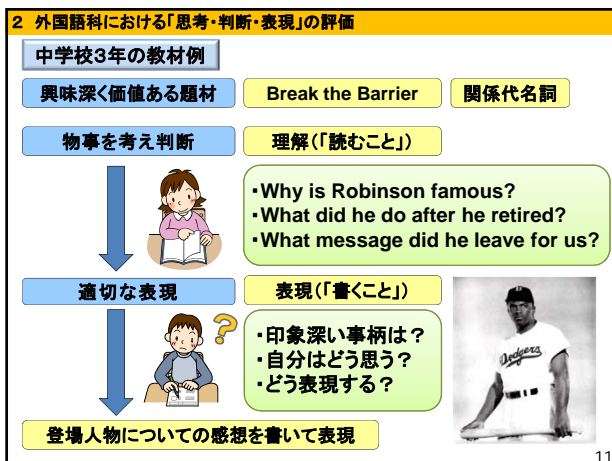 2 外国語科における「思考・判断・表現」の評価
中学校3年の教材例
興味深く価値ある題材
Break the Barrier
関係代名詞
物事を考え判断
理解(「読むこと」)
・Why is Robinson famous?
・What did he do after he retired?
・What message did he leave for us?
適切な表現
表現(「書くこと」)
?
・印象深い事柄は?
・自分はどう思う?
・どう表現する?
B
Dodgers
登場人物についての感想を書いて表現
11